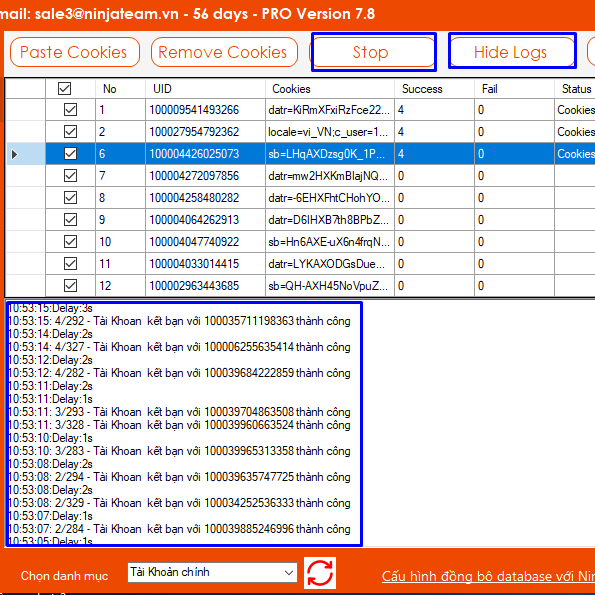 mail: sale3@ninjateam.vn - 56 days - PRO Version 7.8
Paste Cookies Remove Cookies Stop Hide Logs
No UID Cookies Success Fail Status
1 100009541493266 datr=KiRmXFxiRzFce22... 4 0 Cookies
2 100027954792362 locale=vi_VN;c_user=1... 4 0 Cookies
6 100004426025073 sb=LHqAXDzsg0K_1P... 4 0 Cookies
7 100004272097856 datr=mw2HXKmBlajNQ... 0 0
8 100004258480282 datr=-6EHXFhtCHohYO... 0 0
9 100004064262913 datr=D6lHXB7th8BPbZ... 0 0
10 100004047740922 sb=Hn6AXE-uX6n4frqN... 0 0
11 100004033014415 datr=LYKAXODGsDue... 0 0
12 100002963443685 sb=QH-AXH45NoVpuZ... 0 0
10:53:15:Delay:3s
10:53:15: 4/292 - Tài Khoan kết bạn với 100035711198363 thành công
10:53:14:Delay:2s
10:53:14: 4/327 - Tài Khoan kết bạn với 100006255635414 thành công
10:53:12:Delay:2s
10:53:12: 4/282 - Tài Khoan kết bạn với 100039684222859 thành công
10:53:11:Delay:2s
10:53:11:Delay:1s
10:53:11: 3/293 - Tài Khoan kết bạn với 100039704863508 thành công
10:53:11: 3/328 - Tài Khoan kết bạn với 100039960663524 thành công
10:53:10:Delay:1s
10:53:10: 3/283 - Tài Khoan kết bạn với 100039965313358 thành công
10:53:08:Delay:2s
10:53:08: 2/294 - Tài Khoan kết bạn với 100039635747725 thành công
10:53:08:Delay:2s
10:53:08: 2/329 - Tài Khoan kết bạn với 100034252536333 thành công
10:53:07:Delay:1s
10:53:07: 2/284 - Tài Khoan kết bạn với 100039885246996 thành công
10:53:05:Delay:1s
Chọn danh mục Tài Khoản chính Cấu hình đồng bộ database với Nin